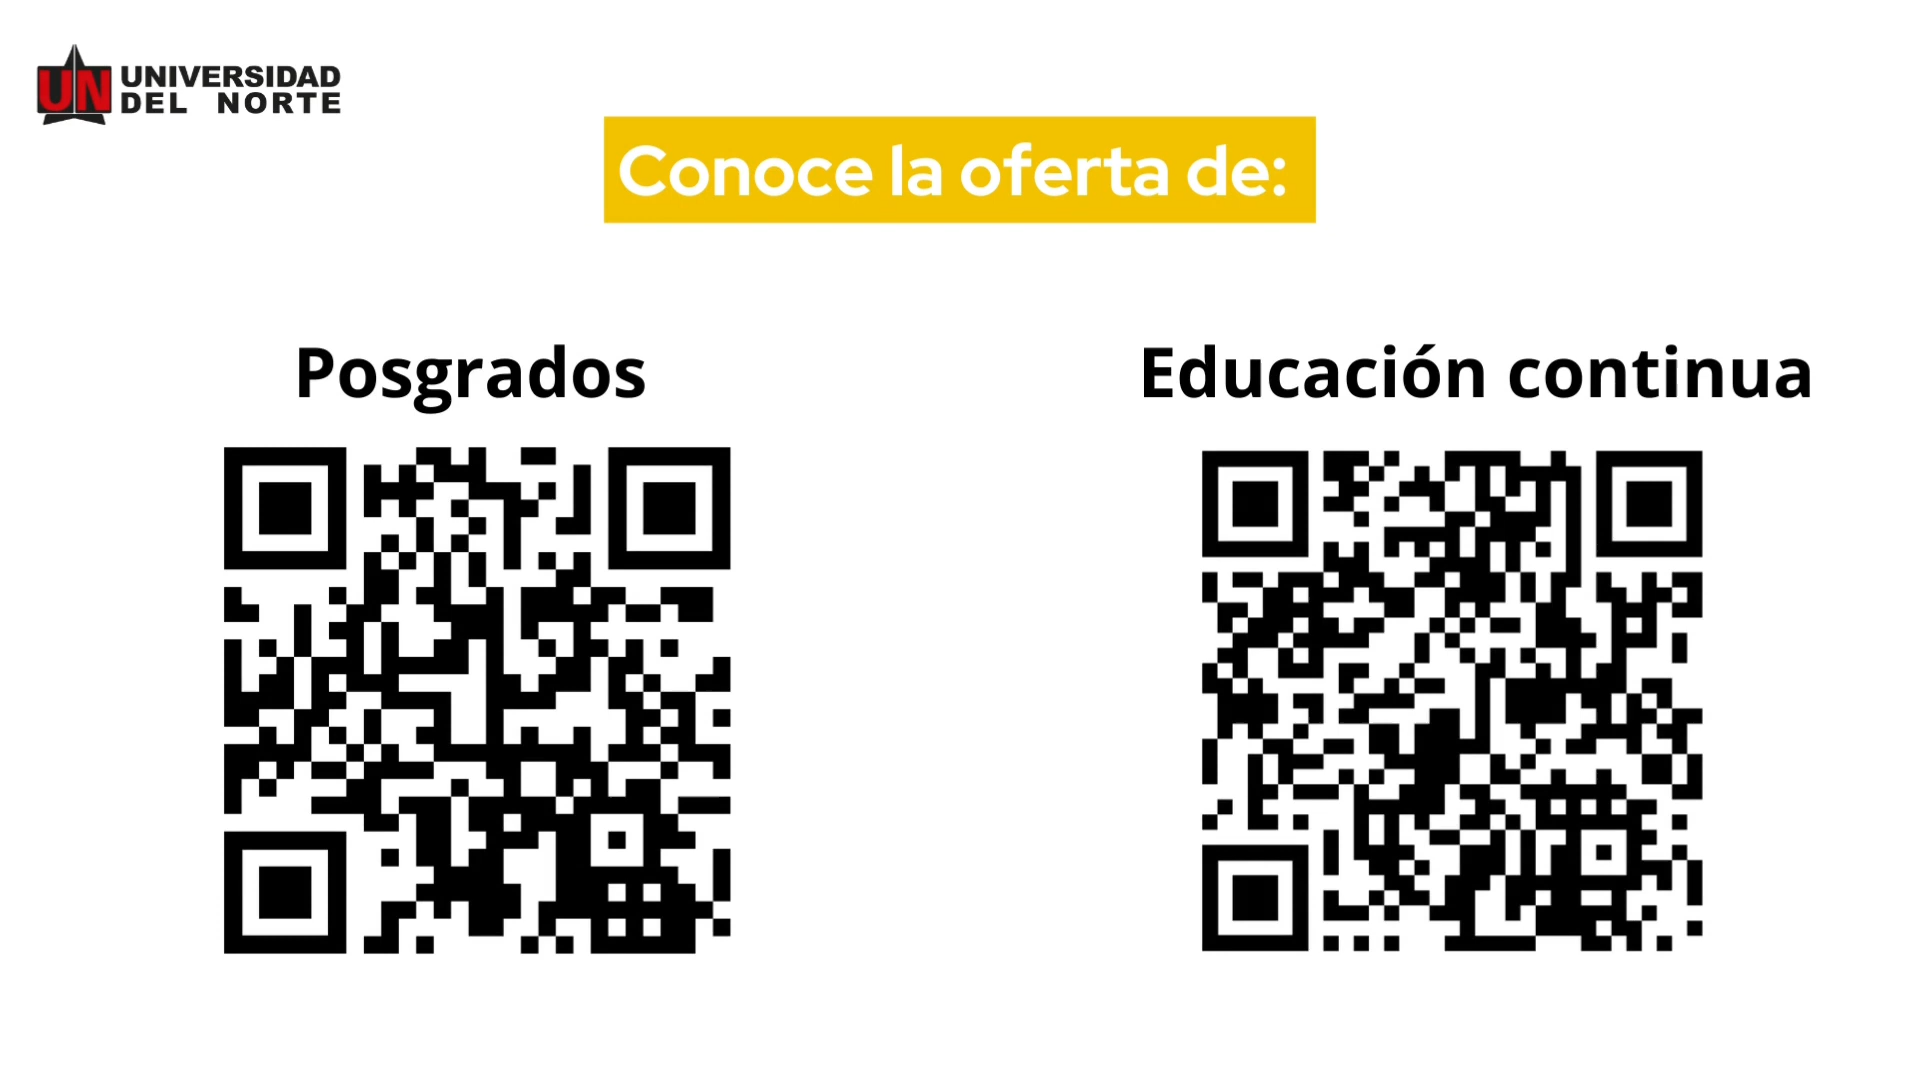 UN UNIVERSIDAD
DEL NORTE
Conoce la oferta de:
Posgrados
Educación continua